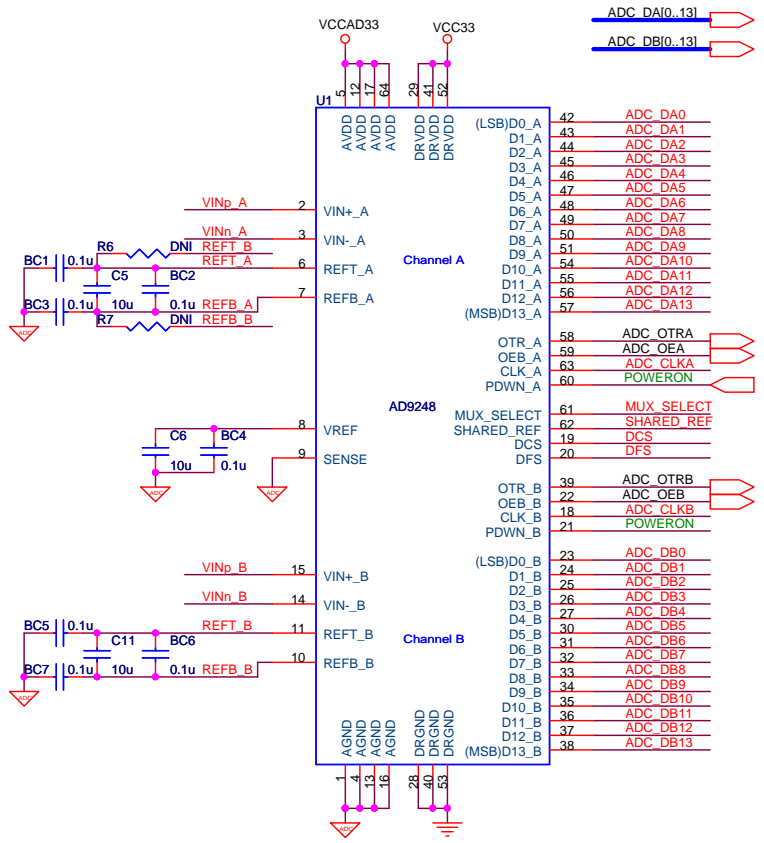 ADC_DA[0..13]
VCCAD33 VCC33
ADC_DB[0..13]
5 12 17 64 29 41 52
U1
AVDD AVDD AVDD AVDD DRVDD DRVDD DRVDD
(LSB)D0_A 42 ADC_DA0
D1_A 43 ADC_DA1
D2_A 44 ADC_DA2
D3_A 45 ADC_DA3
D4_A 46 ADC_DA4
D5_A 47 ADC_DA5
VINp_A 2 VIN+_A D6_A 48 ADC_DA6
D7_A 49 ADC_DA7
VINn_A 3 VIN-_A D8_A 50 ADC_DA8
R6 DNI REFT_B D9_A 51 ADC_DA9
BC1 0.1u REFT_A 6 REFT_A Channel A D10_A 54 ADC_DA10
C5 BC2 D11_A 55 ADC_DA11
BC3 0.1u 10u 0.1u REFB_A 7 REFB_A D12_A 56 ADC_DA12
(MSB)D13_A 57 ADC_DA13
R7 DNI REFB_B
ADC
OTR_A 58 ADC_OTRA
OEB_A 59 ADC_OEA
CLK_A 63 ADC_CLKA
PDWN_A 60 POWERON
AD9248
MUX_SELECT 61 MUX_SELECT
C6 BC4 8 VREF SHARED_REF 62 SHARED_REF
DCS 19 DCS
10u 0.1u 9 SENSE DFS 20 DFS
ADC ADC
OTR_B 39 ADC_OTRB
OEB_B 22 ADC_OEB
CLK_B 18 ADC_CLKB
PDWN_B 21 POWERON
(LSB)D0_B 23 ADC_DB0
VINp_B 15 VIN+_B D1_B 24 ADC_DB1
D2_B 25 ADC_DB2
VINn_B 14 VIN-_B D3_B 26 ADC_DB3
D4_B 27 ADC_DB4
BC5 0.1u REFT_B 11 REFT_B Channel B D5_B 30 ADC_DB5
C11 BC6 D6_B 31 ADC_DB6
BC7 0.1u 10u 0.1u REFB_B 10 REFB_B D7_B 32 ADC_DB7
D8_B 33 ADC_DB8
ADC D9_B 34 ADC_DB9
D10_B 35 ADC_DB10
D11_B 36 ADC_DB11
D12_B 37 ADC_DB12
(MSB)D13_B 38 ADC_DB13
AGND AGND AGND AGND DRGND DRGND DRGND
1 4 13 16 28 40 53
ADC